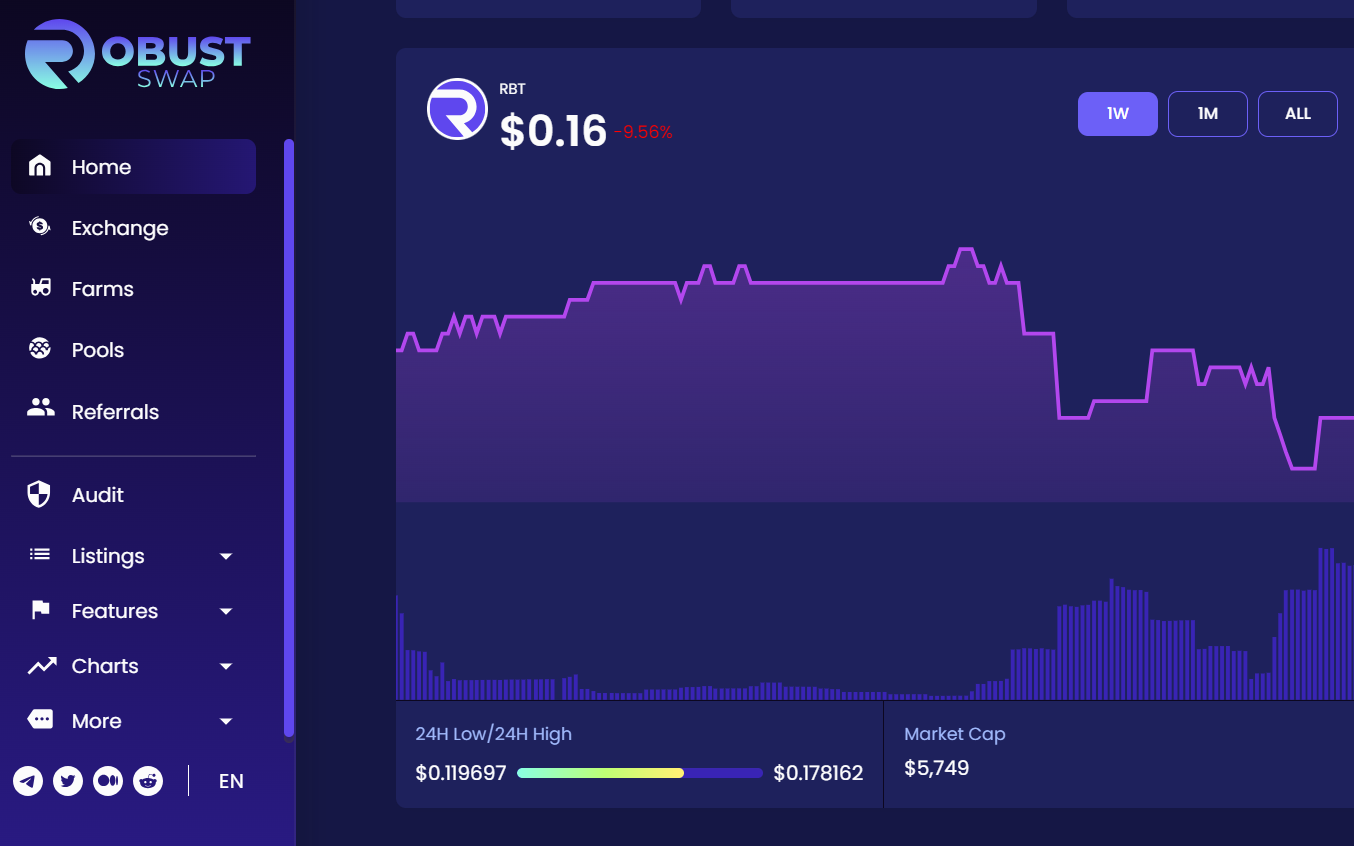 ROBUST
SWAP
Home
Exchange
Farms
Pools
Referrals
Audit
Listings
Features
Charts
More
EN
RBT
$0.16 -9.56%
1W 1M ALL
24H Low/24H High
$0.119697 $0.178162
Market Cap
$5,749